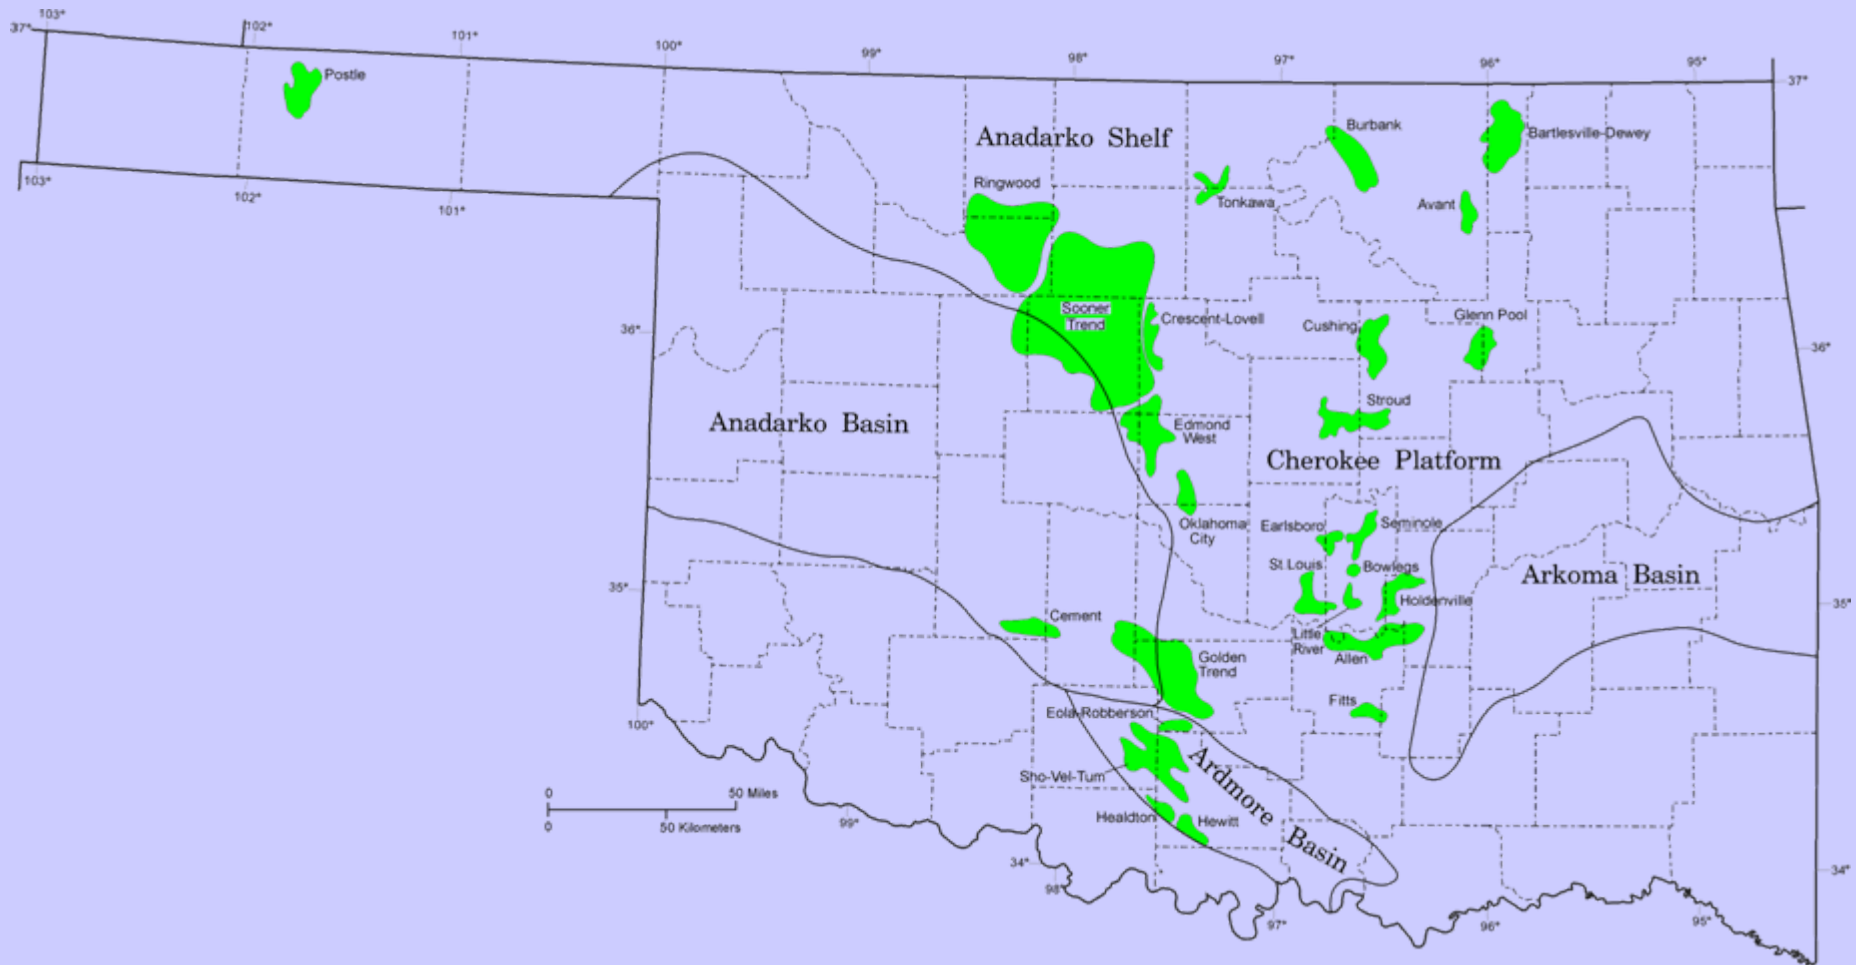 103°
37°
102°
101°
100°
99°
98°
97°
96°
95°
37°
Postle
Burbank
Bartlesville-Dewey
Anadarko Shelf
103°
102°
101°
Ringwood
Tonkawa
Avant
Sooner
Trend
Crescent-Lovell
Cushing
Glenn Pool
36°
36°
Stroud
Anadarko Basin
Edmond
West
Cherokee Platform
Oklahoma
City
Earlsboro
Seminole
St.Louis
Bowlegs
Arkoma Basin
35°
Holdenville
35°
Cement
Little
River
Allen
Golden
Trend
Fitts
100°
Eola-Robberson
Sho-Vel-Tum
Ardmore Basin
0
50 Miles
0
50 Kilometers
99°
Healdton
Hewitt
34°
98°
34°
97°
96°
95°